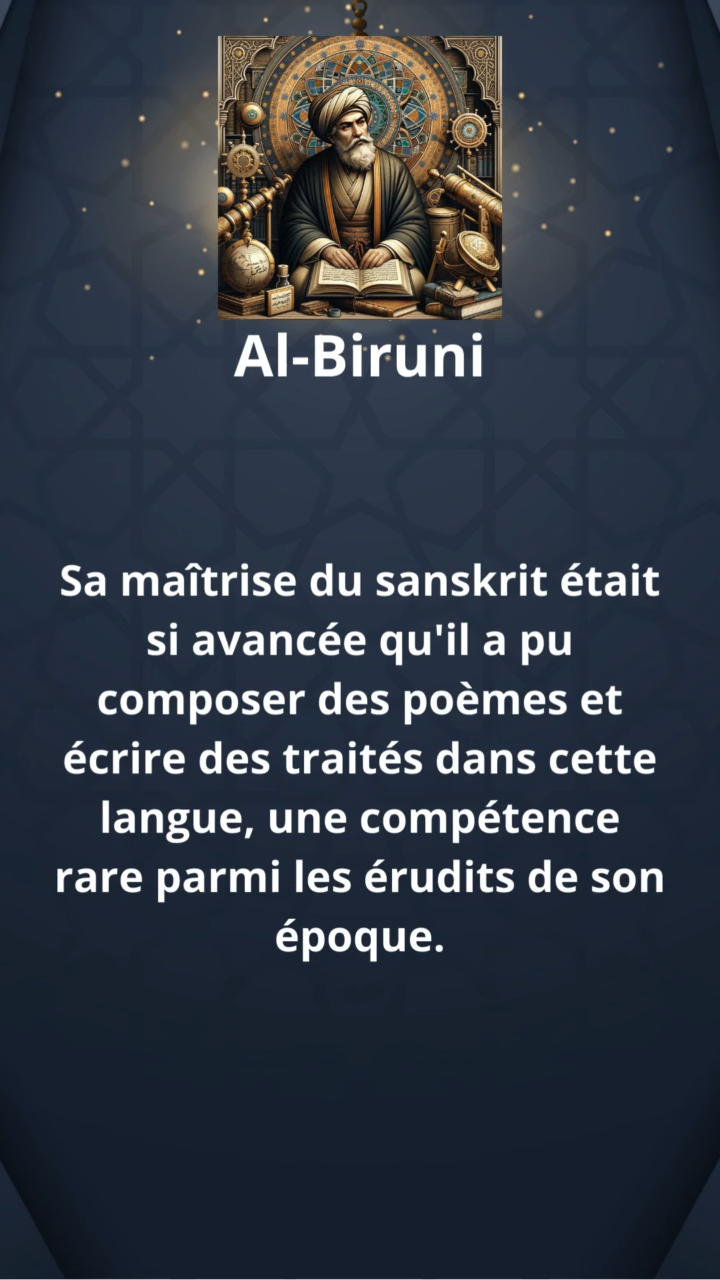 Al-Biruni
Sa maîtrise du sanskrit était
si avancée qu'il a pu
composer des poèmes et
écrire des traités dans cette
langue, une compétence
rare parmi les érudits de son
époque.